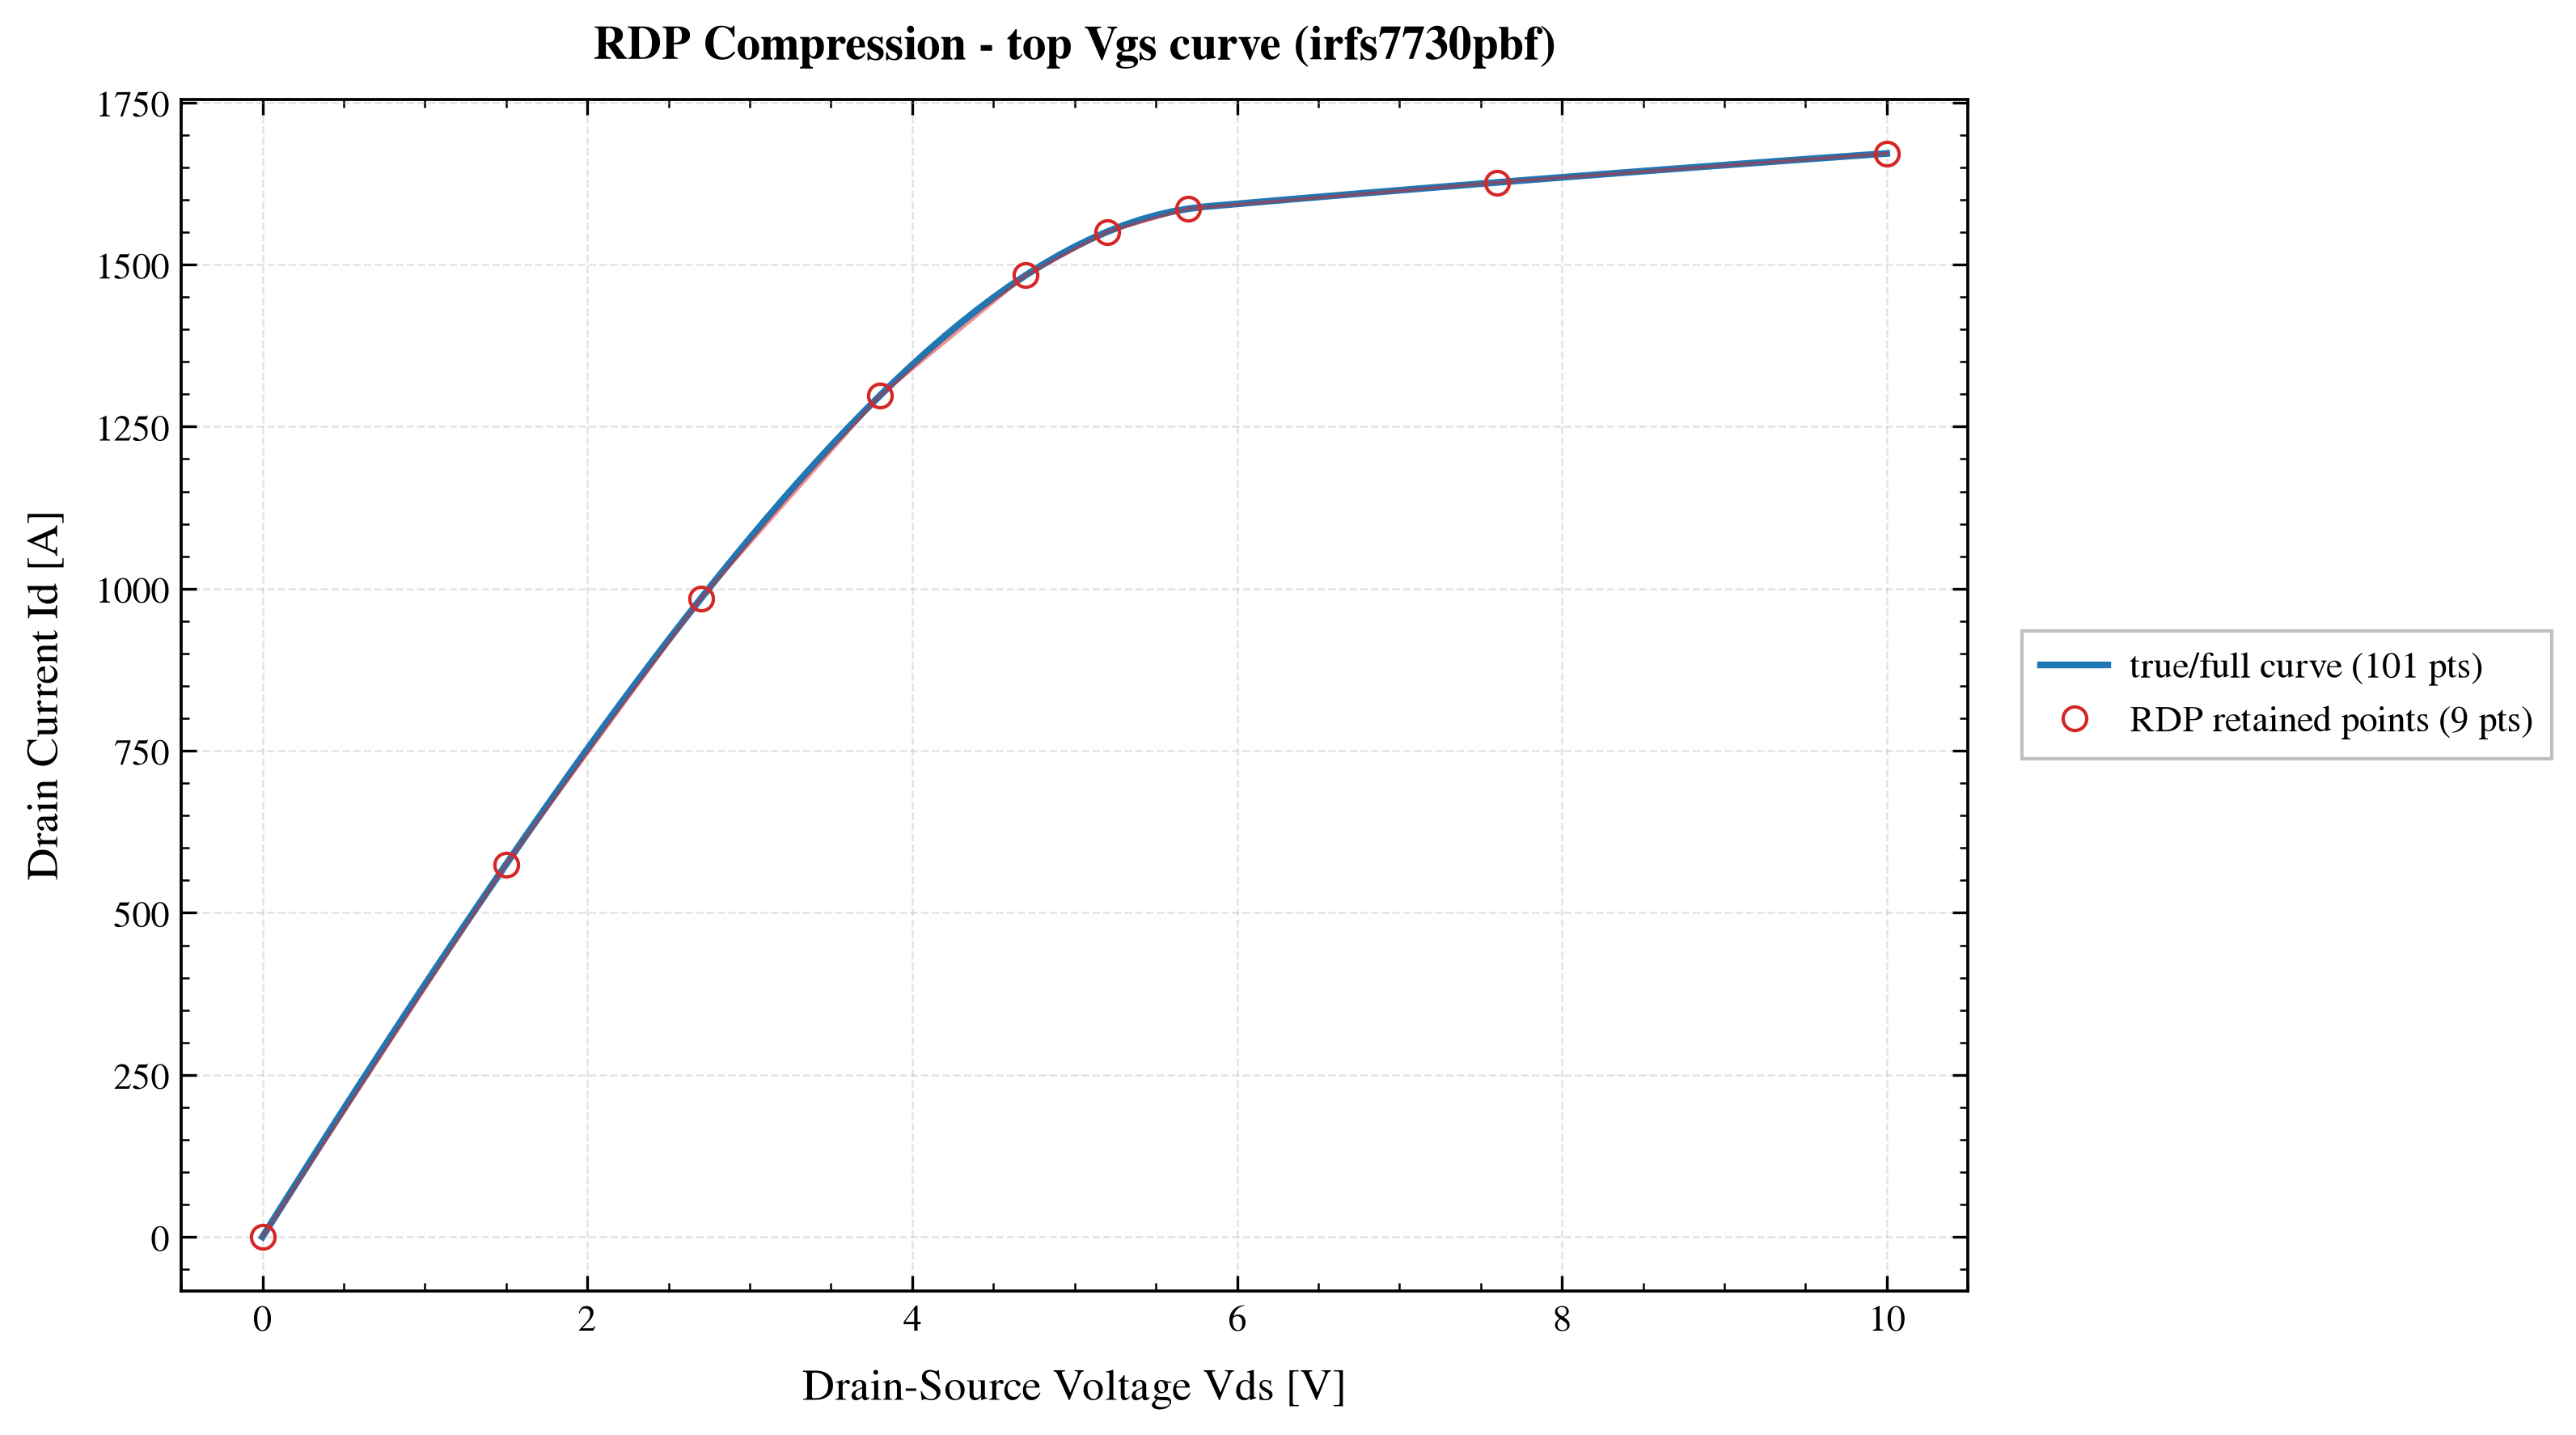 RDP Compression - top Vgs curve (irfs7730pbf)
1750
1500
1250
1000
750
500
250
0
Drain Current Id [A]
0 2 4 6 8 10
Drain-Source Voltage Vds [V]
true/full curve (101 pts)
RDP retained points (9 pts)